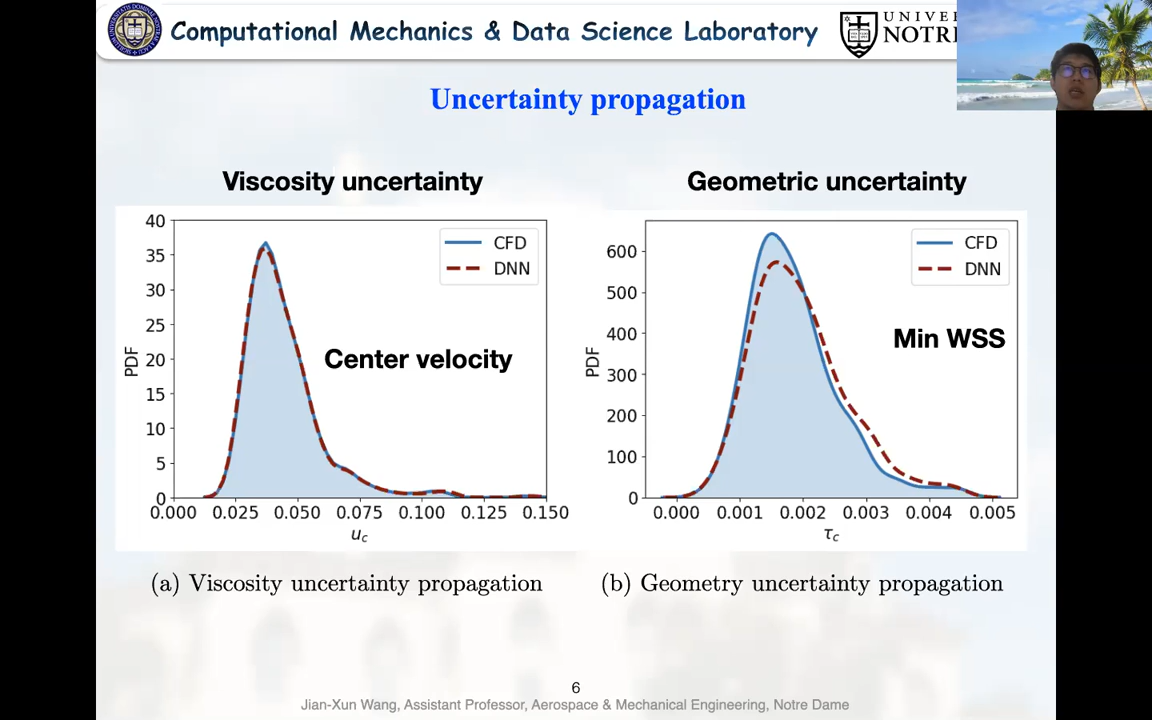 Computational Mechanics & Data Science Laboratory
UNIVE
NOTR
Uncertainty propagation
Viscosity uncertainty
Geometric uncertainty
40
35
30
25
20
15
10
5
0
PDF
CFD
DNN
Center velocity
0.000 0.025 0.050 0.075 0.100 0.125 0.150
u_c
600
500
400
300
200
100
0
PDF
CFD
DNN
Min WSS
0.000 0.001 0.002 0.003 0.004 0.005
τ_c
(a) Viscosity uncertainty propagation
(b) Geometry uncertainty propagation
6
Jian-Xun Wang, Assistant Professor, Aerospace & Mechanical Engineering, Notre Dame